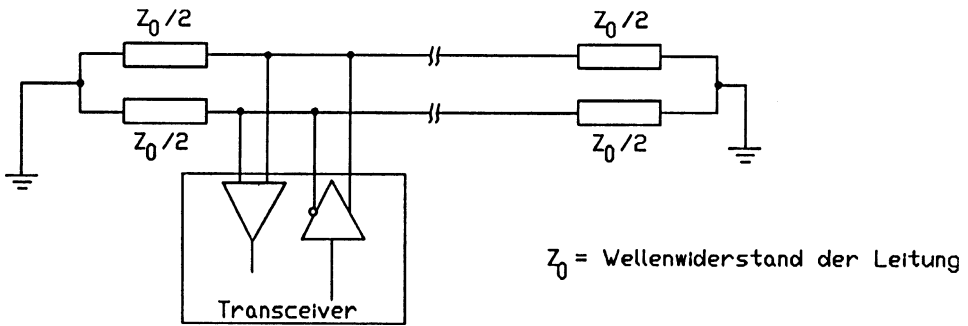 Z₀/2
Z₀/2
Z₀/2
Z₀/2
Z₀ = Wellenwiderstand der Leitung
Transceiver